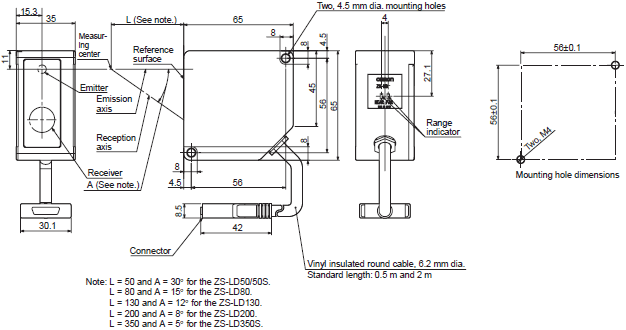 15.3
35
L (See note.)
65
Two, 4.5 mm dia. mounting holes
4
8
8
4.5
11
Measur-
ing
center
Reference
surface
Emitter
Emission
axis
Reception
axis
Receiver
A (See note.)
45
56
65
27.1
OMRON
Range
indicator
56±0.1
56±0.1
Two, M4
Mounting hole dimensions
8
8
4.5
56
30.1
8.5
42
Connector
Vinyl insulated round cable, 6.2 mm dia.
Standard length: 0.5 m and 2 m
Note: L = 50 and A = 30° for the ZS-LD50/50S.
L = 80 and A = 15° for the ZS-LD80.
L = 130 and A = 12° for the ZS-LD130.
L = 200 and A = 8° for the ZS-LD200.
L = 350 and A = 5° for the ZS-LD350S.